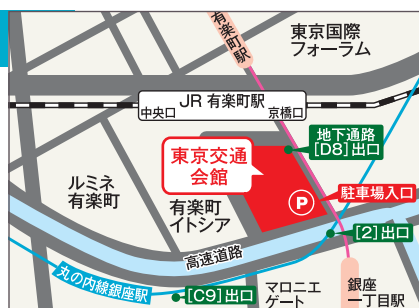 有楽町駅
東京国際
フォーラム
JR 有楽町駅
中央口
京橋口
地下通路
[D8]出口
東京交通
会館
ルミネ
有楽町
有楽町
イトシア
P
駐車場入口
[2]出口
高速道路
丸の内線銀座駅
[C9]出口
マロニエ
ゲート
銀座
一丁目駅